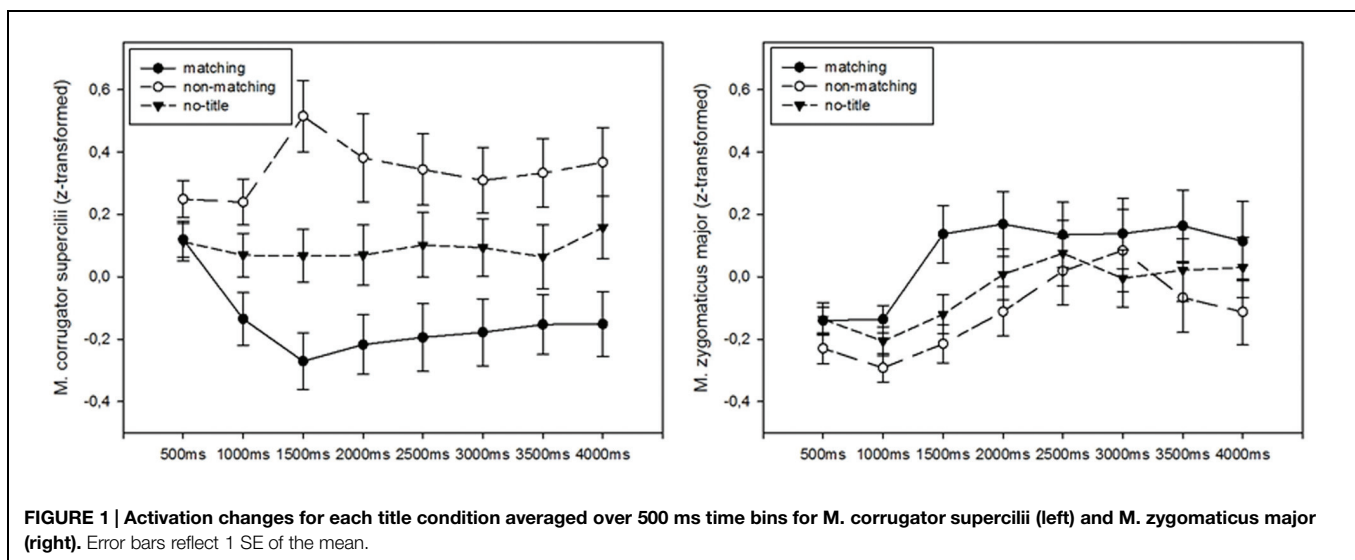 matching
non-matching
no-title
M. corrugator supercilii (z-transformed)
0,6
0,4
0,2
0,0
-0,2
-0,4
500ms 1000ms 1500ms 2000ms 2500ms 3000ms 3500ms 4000ms
matching
non-matching
no-title
M. zygomaticus major (z-transformed)
0,6
0,4
0,2
0,0
-0,2
-0,4
500ms 1000ms 1500ms 2000ms 2500ms 3000ms 3500ms 4000ms
FIGURE 1 | Activation changes for each title condition averaged over 500 ms time bins for M. corrugator supercilii (left) and M. zygomaticus major
(right). Error bars reflect 1 SE of the mean.